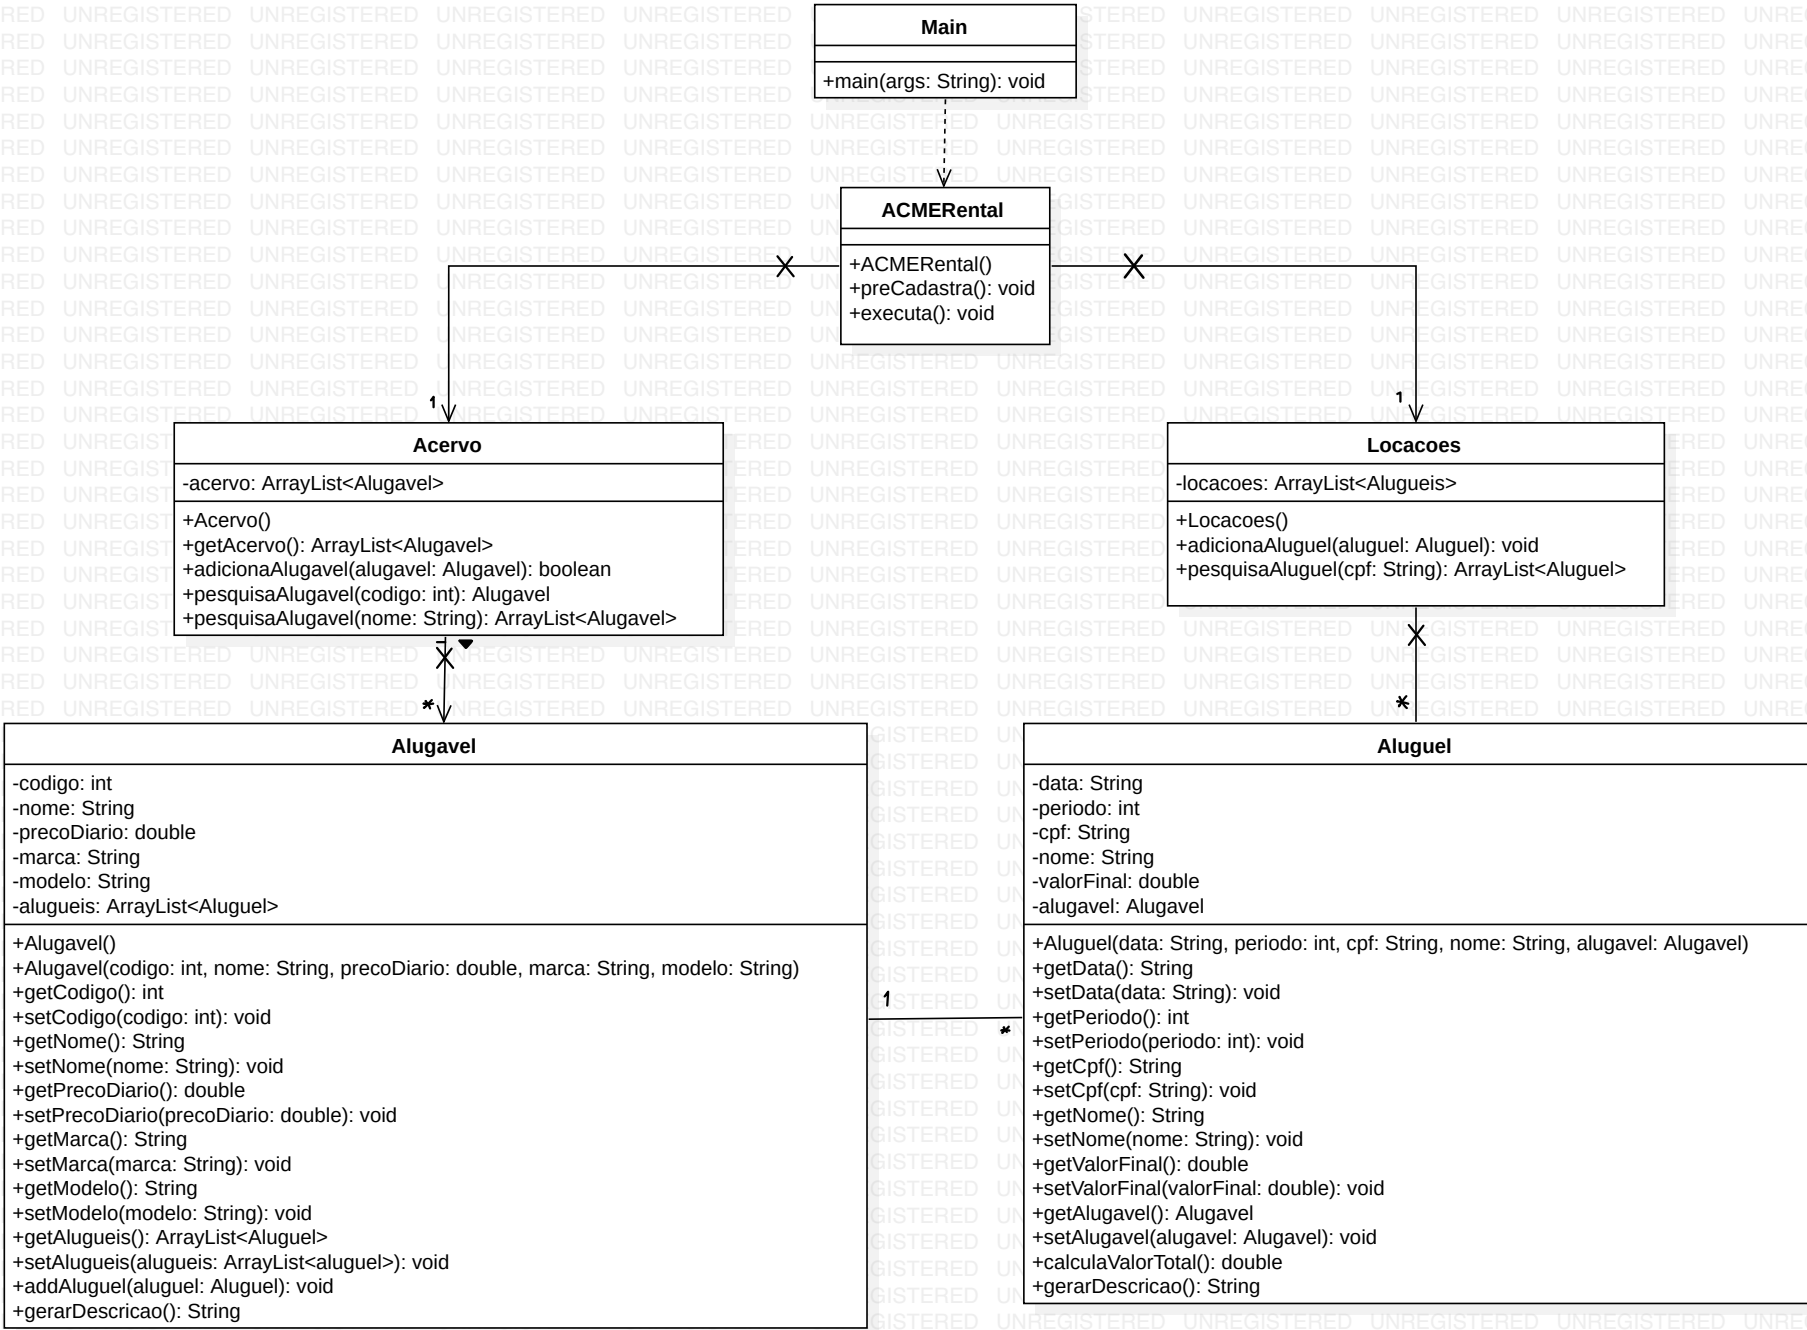 Main
+main(args: String): void
ACMERental
+ACMERental()
+preCadastra(): void
+executa(): void
1
1
Acervo
-acervo: ArrayList<Alugavel>
+Acervo()
+getAcervo(): ArrayList<Alugavel>
+adicionaAlugavel(alugavel: Alugavel): boolean
+pesquisaAlugavel(codigo: int): Alugavel
+pesquisaAlugavel(nome: String): ArrayList<Alugavel>
Locacoes
-locacoes: ArrayList<Alugueis>
+Locacoes()
+adicionaAluguel(aluguel: Aluguel): void
+pesquisaAluguel(cpf: String): ArrayList<Aluguel>
1
*
*
Alugavel
-codigo: int
-nome: String
-precoDiario: double
-marca: String
-modelo: String
-alugueis: ArrayList<Aluguel>
+Alugavel()
+Alugavel(codigo: int, nome: String, precoDiario: double, marca: String, modelo: String)
+getCodigo(): int
+setCodigo(codigo: int): void
+getNome(): String
+setNome(nome: String): void
+getPrecoDiario(): double
+setPrecoDiario(precoDiario: double): void
+getMarca(): String
+setMarca(marca: String): void
+getModelo(): String
+setModelo(modelo: String): void
+getAlugueis(): ArrayList<Aluguel>
+setAlugueis(alugueis: ArrayList<aluguel>): void
+addAluguel(aluguel: Aluguel): void
+gerarDescricao(): String
1
*
Aluguel
-data: String
-periodo: int
-cpf: String
-nome: String
-valorFinal: double
-alugavel: Alugavel
+Aluguel(data: String, periodo: int, cpf: String, nome: String, alugavel: Alugavel)
+getData(): String
+setData(data: String): void
+getPeriodo(): int
+setPeriodo(periodo: int): void
+getCpf(): String
+setCpf(cpf: String): void
+getNome(): String
+setNome(nome: String): void
+getValorFinal(): double
+setValorFinal(valorFinal: double): void
+getAlugavel(): Alugavel
+setAlugavel(alugavel: Alugavel): void
+calculaValorTotal(): double
+gerarDescricao(): String
UNREGISTERED